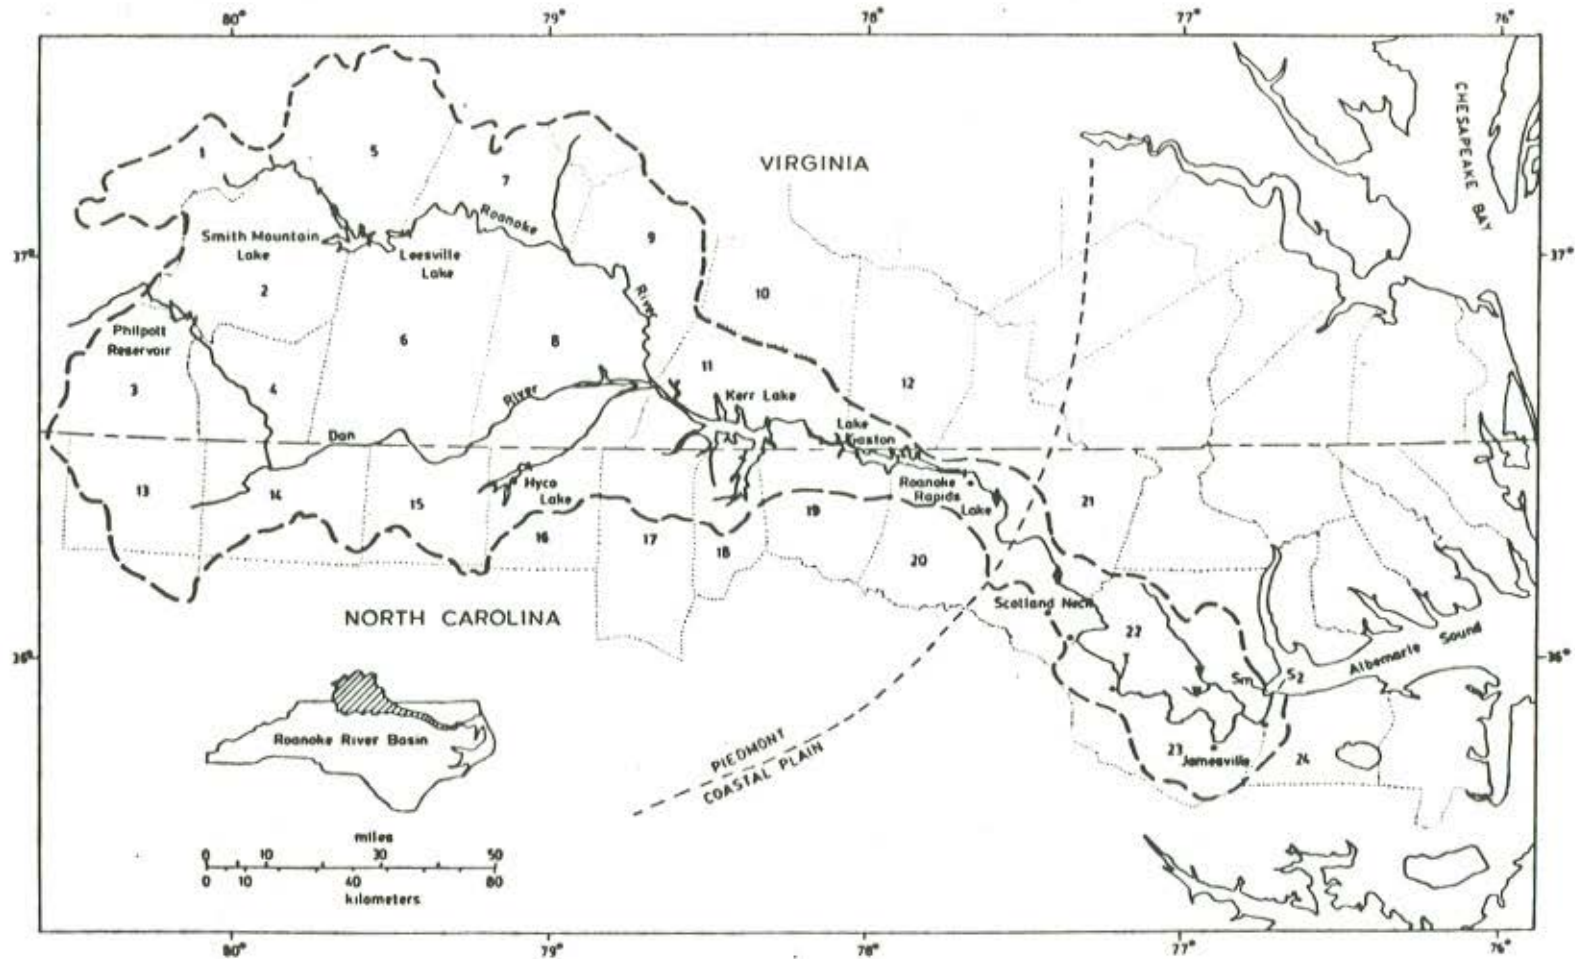 80° 79° 78° 77° 76°
CHESAPEAKE BAY
VIRGINIA
1
5
7
9
Roanoke
River
37°
37°
Smith Mountain
Lake
Leesville
Lake
2
10
Philpott
Reservoir
3
4
6
8
11
12
Kerr Lake
River
Dan
Lake
Gaston
13
14
15
Hyco
Lake
Roanoke
Rapids
Lake
21
16
17
18
19
20
NORTH CAROLINA
Scotland Neck
22
36°
36°
Albemarle Sound
Sm
S2
Roanoke River Basin
PIEDMONT
COASTAL PLAIN
23
Jamesville
24
miles
0 10 30 50
0 10 40 80
kilometers
80° 79° 78° 77° 76°